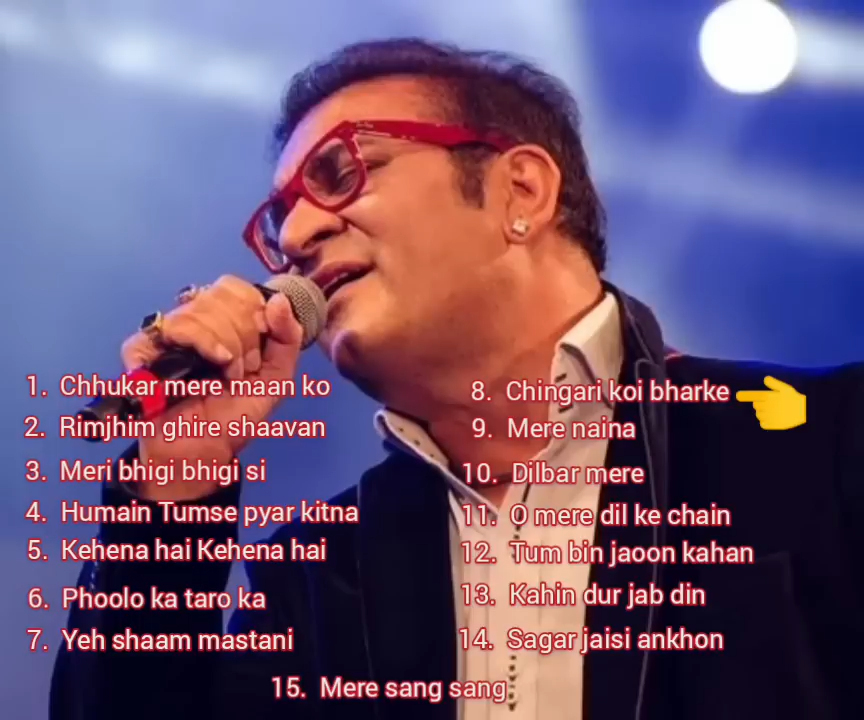 1. Chhukar mere maan ko
2. Rimjhim ghire shaavan
3. Meri bhigi bhigi si
4. Humain Tumse pyar kitna
5. Kehena hai Kehena hai
6. Phoolo ka taro ka
7. Yeh shaam mastani
8. Chingari koi bharke
9. Mere naina
10. Dilbar mere
11. O mere dil ke chain
12. Tum bin jaoon kahan
13. Kahin dur jab din
14. Sagar jaisi ankhon
15. Mere sang sang